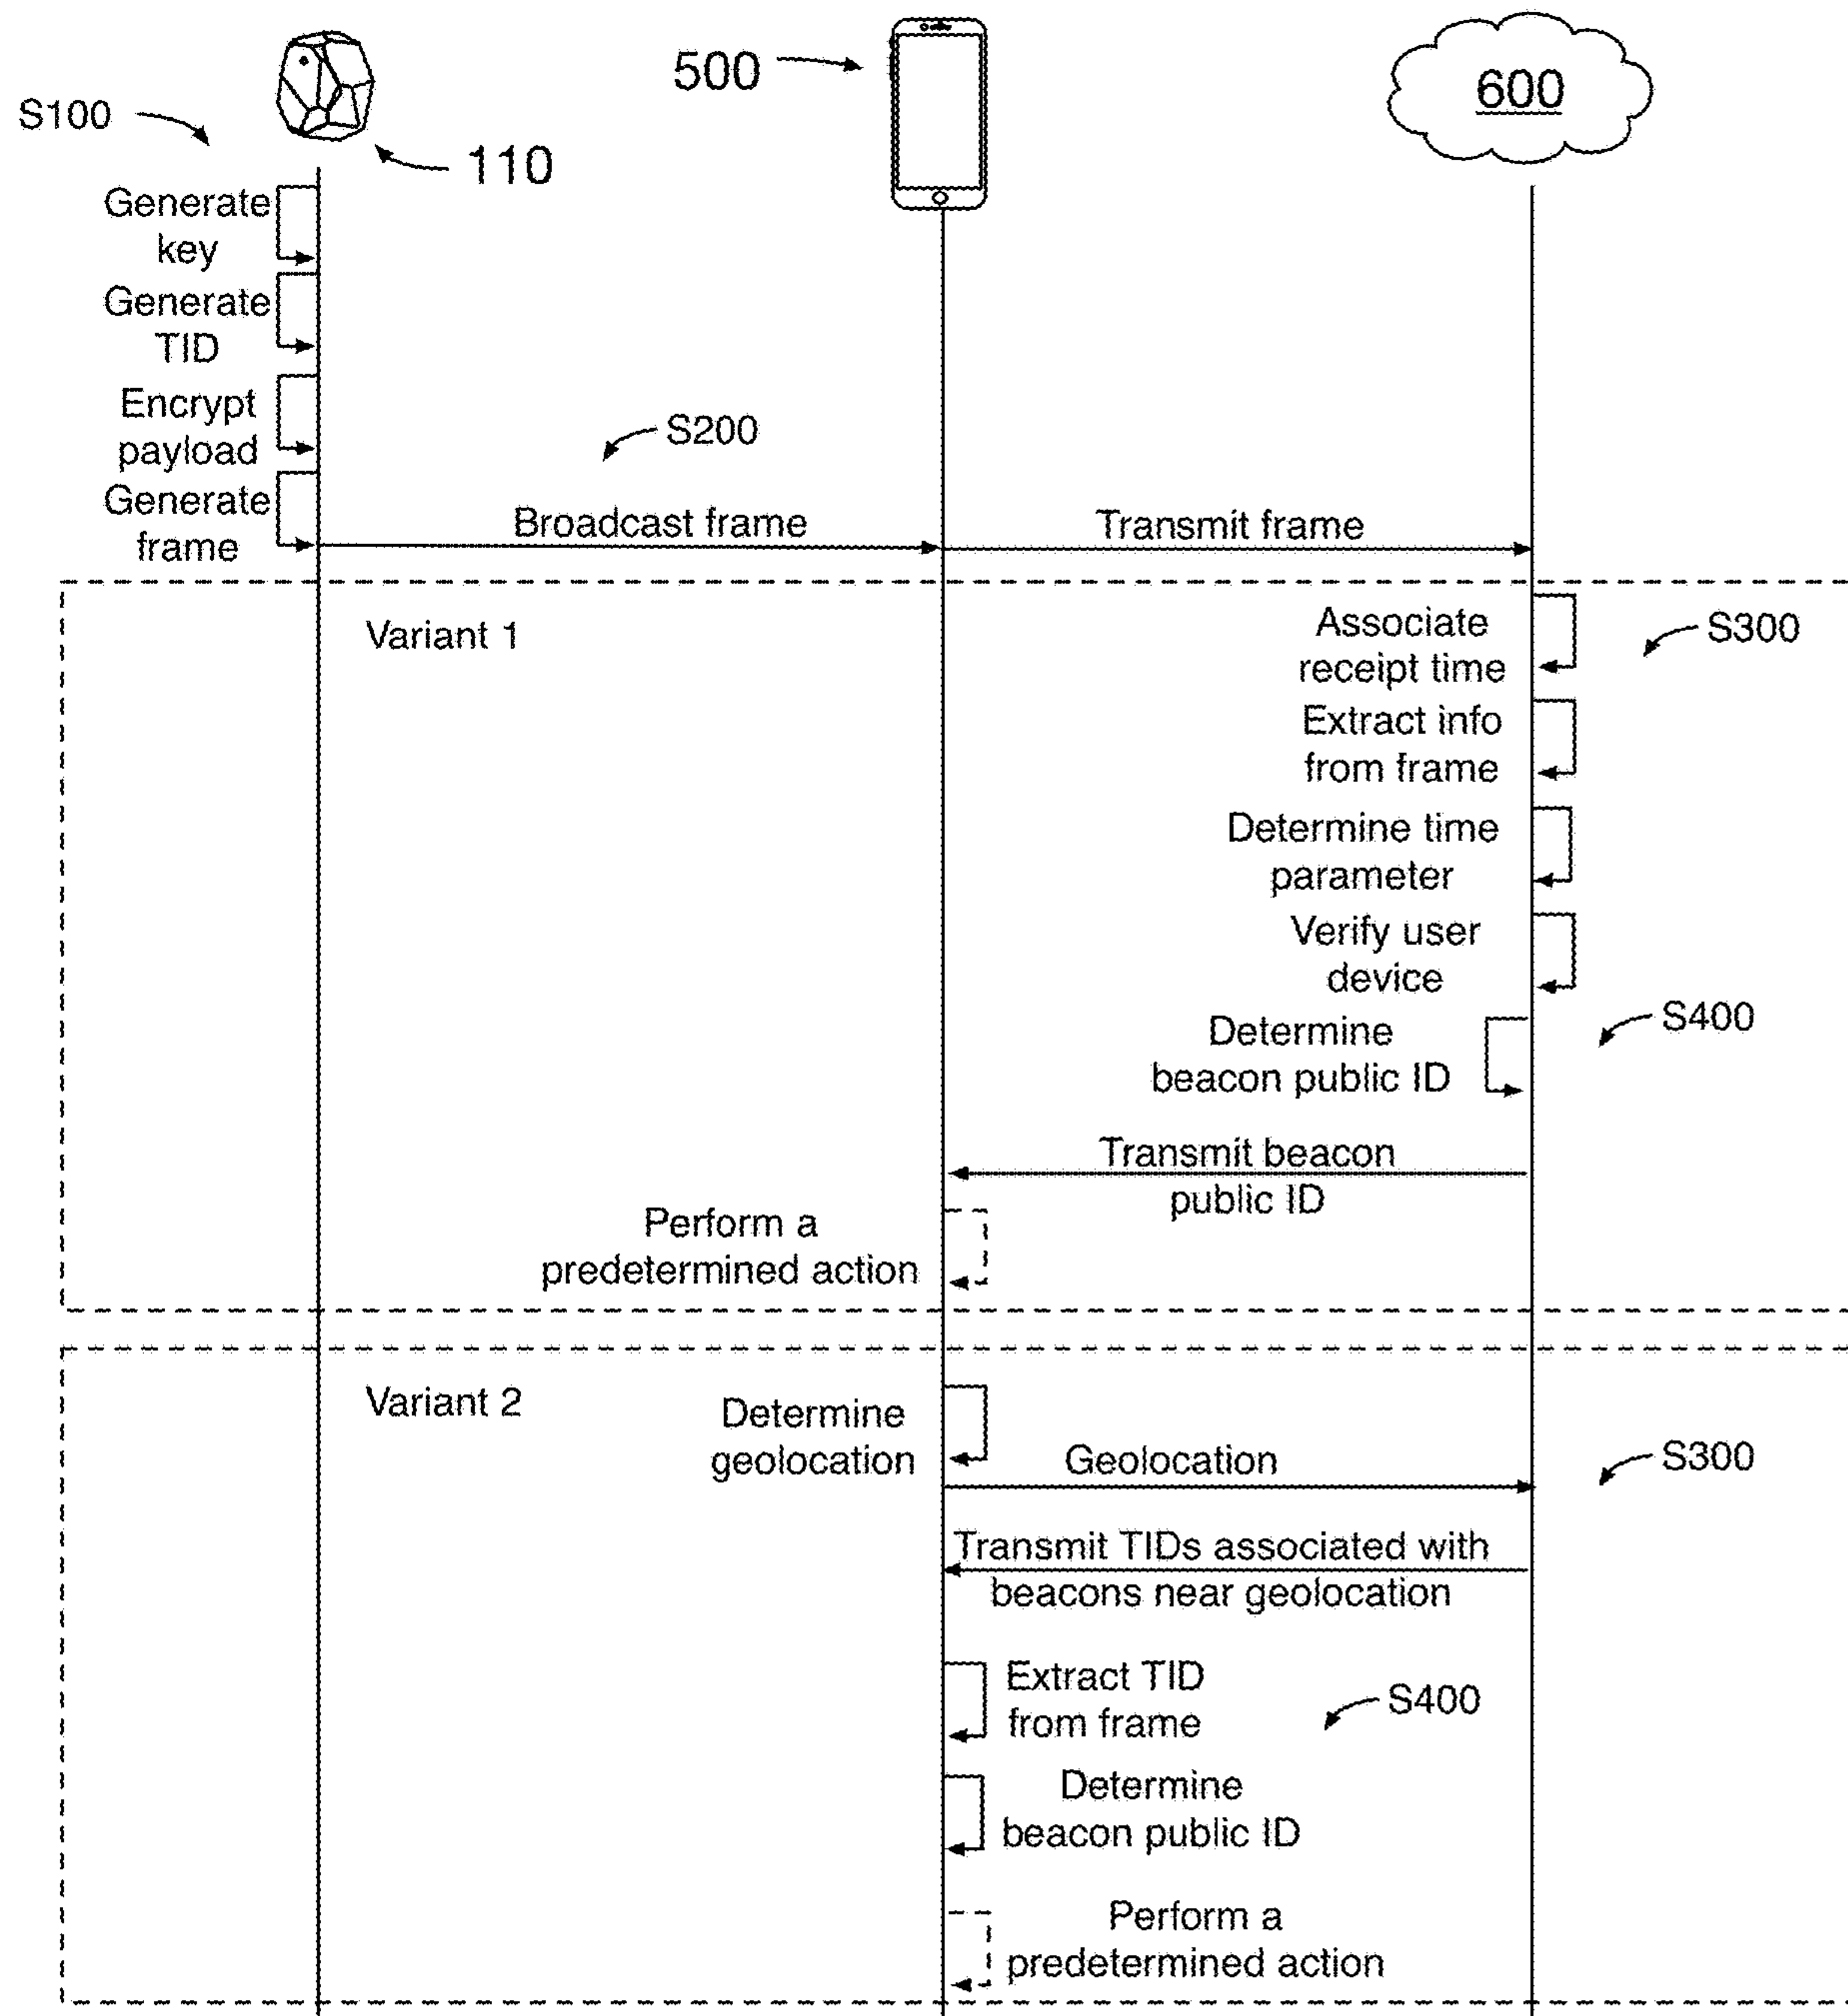 500
600
S100
110
Generate
key
Generate
TID
Encrypt
payload
S200
Generate
frame
Broadcast frame
Transmit frame
Variant 1
Associate
receipt time
S300
Extract info
from frame
Determine time
parameter
Verify user
device
S400
Determine
beacon public ID
Transmit beacon
public ID
Perform a
predetermined action
Variant 2
Determine
geolocation
Geolocation
S300
Transmit TIDs associated with
beacons near geolocation
Extract TID
from frame
S400
Determine
beacon public ID
Perform a
predetermined action